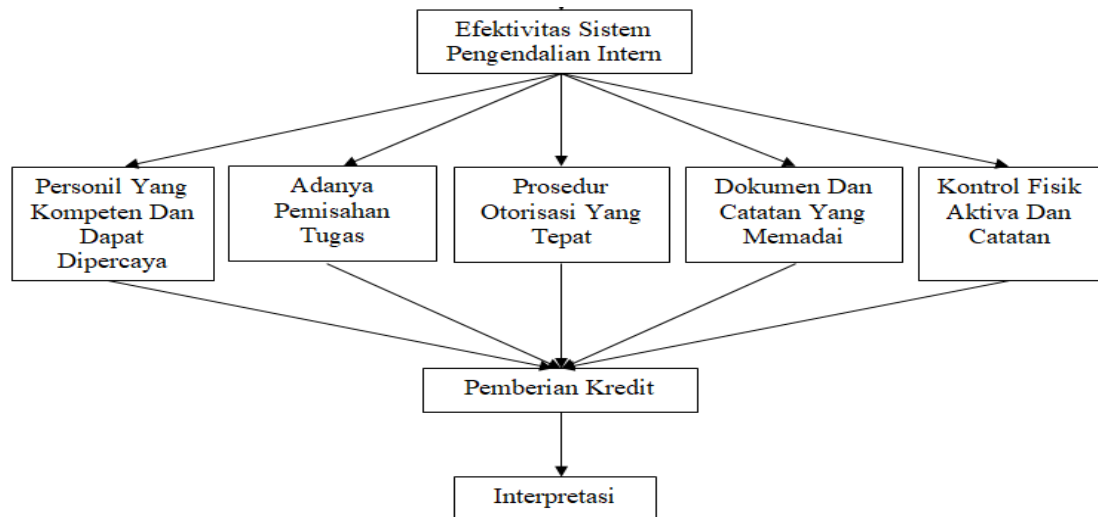 Efektivitas Sistem
Pengendalian Intern
Personil Yang
Kompeten Dan
Dapat
Dipercaya
Adanya
Pemisahan
Tugas
Prosedur
Otorisasi Yang
Tepat
Dokumen Dan
Catatan Yang
Memadai
Kontrol Fisik
Aktiva Dan
Catatan
Pemberian Kredit
Interpretasi